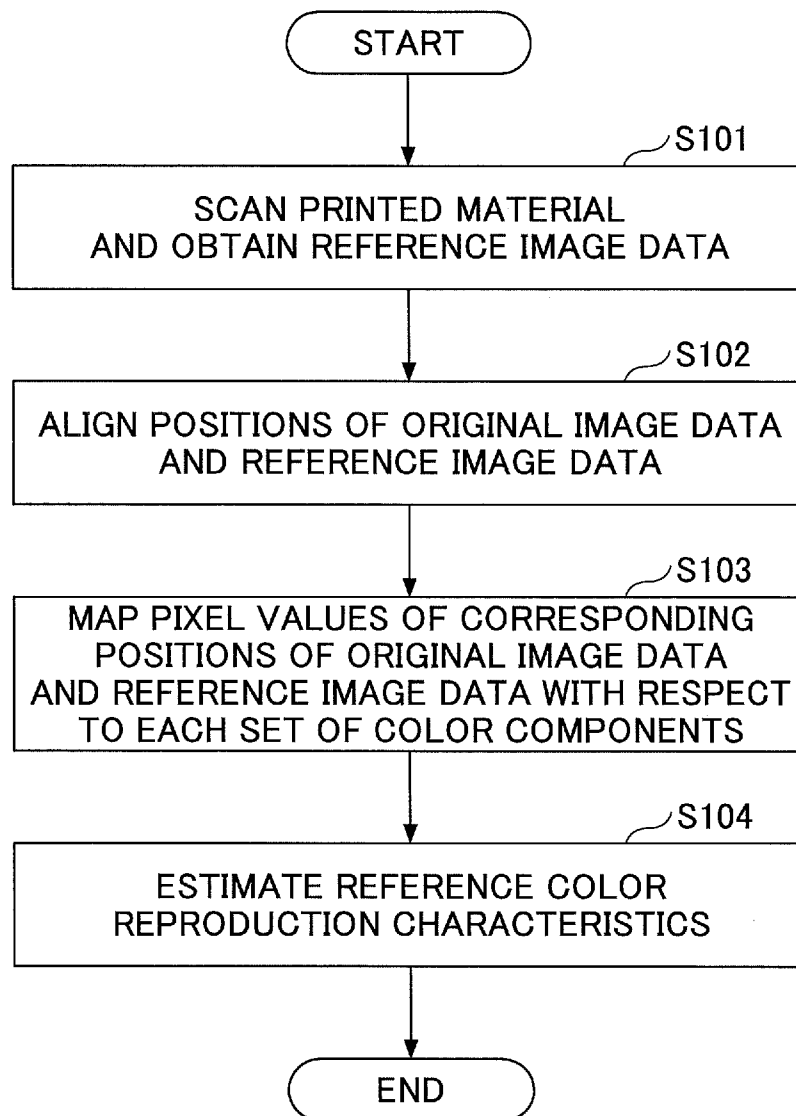 START
S101
SCAN PRINTED MATERIAL
AND OBTAIN REFERENCE IMAGE DATA
S102
ALIGN POSITIONS OF ORIGINAL IMAGE DATA
AND REFERENCE IMAGE DATA
S103
MAP PIXEL VALUES OF CORRESPONDING
POSITIONS OF ORIGINAL IMAGE DATA
AND REFERENCE IMAGE DATA WITH RESPECT
TO EACH SET OF COLOR COMPONENTS
S104
ESTIMATE REFERENCE COLOR
REPRODUCTION CHARACTERISTICS
END